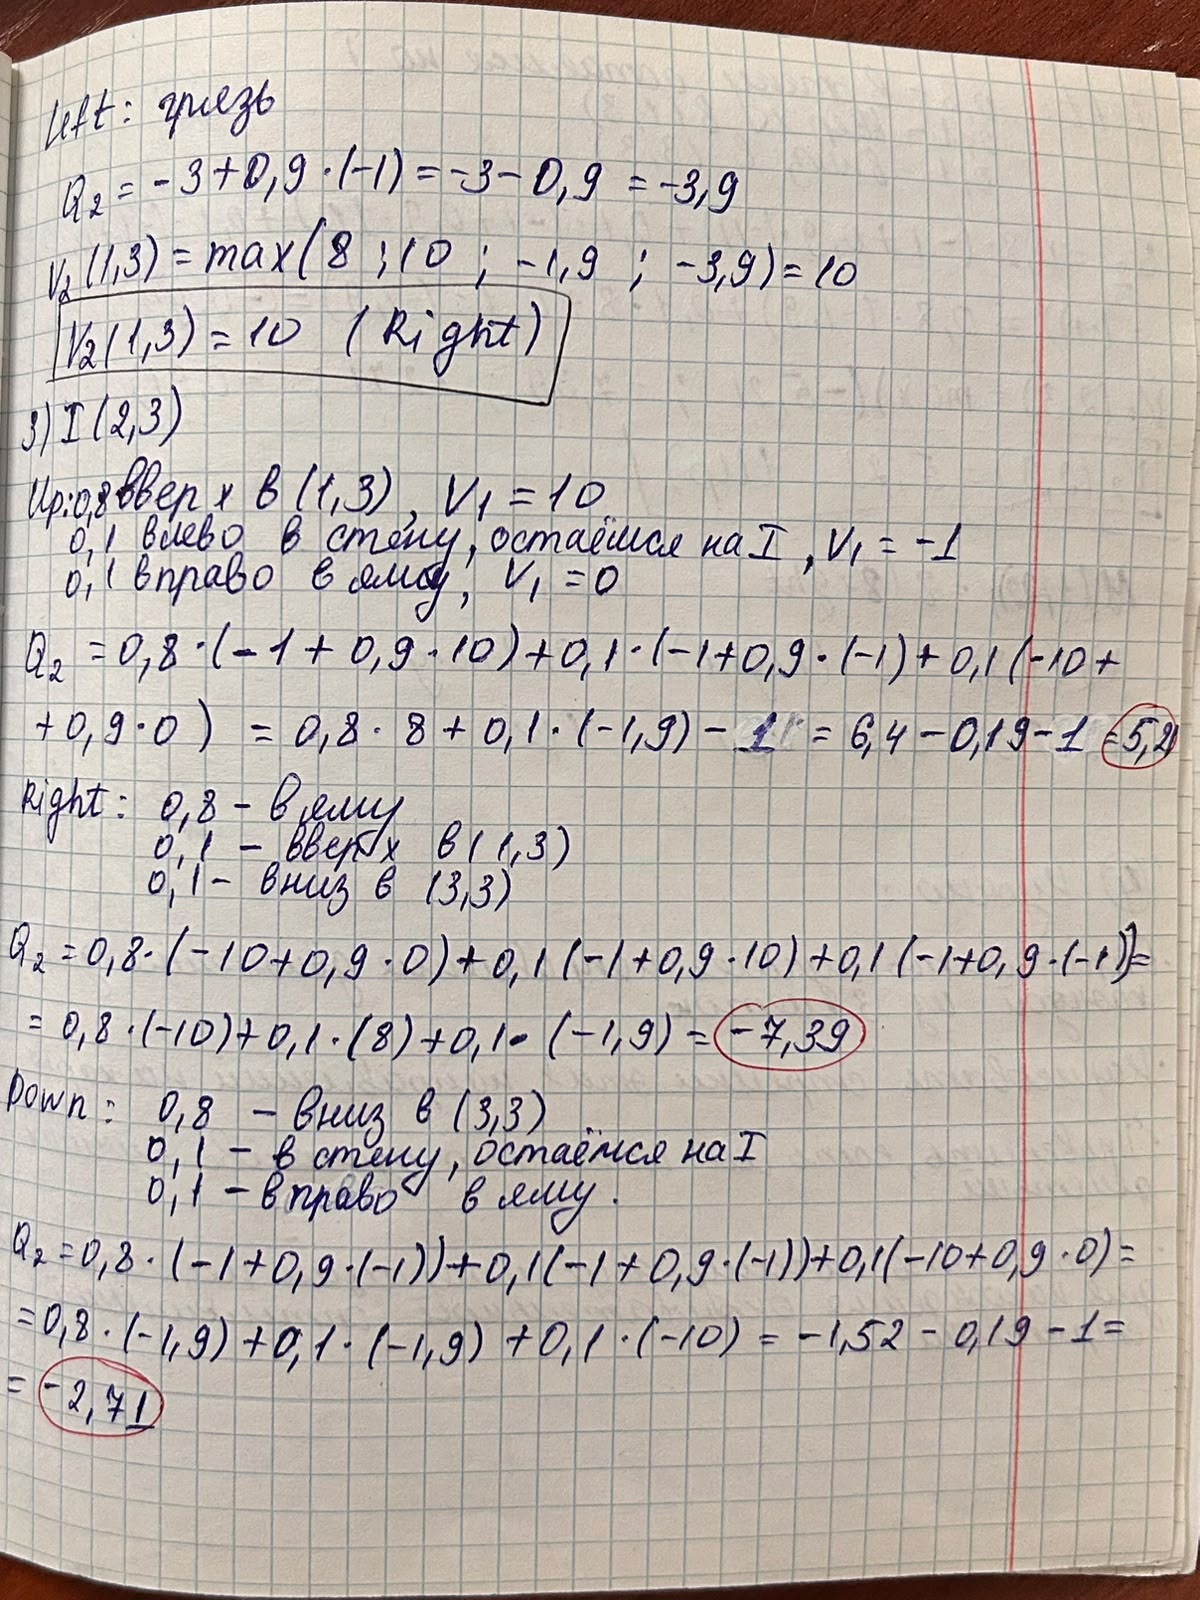 Left: грязь
Q₂ = -3+0,9·(-1) = -3-0,9 = -3,9
V₂(1,3) = max(8 ; 10 ; -1,9 ; -3,9) = 10
V₂(1,3) = 10 (Right)
3) I (2,3)
Up: 0,8 вверх в (1,3), V₁ = 10
0,1 влево в стену, остаёмся на I, V₁ = -1
0,1 вправо в яму, V₁ = 0
Q₂ = 0,8·(-1+0,9·10)+0,1·(-1+0,9·(-1)+0,1(-10+
+0,9·0) = 0,8·8+0,1·(-1,9)-1 = 6,4-0,19-1 =5,21
Right: 0,8 - в яму
0,1 - вверх в (1,3)
0,1 - вниз в (3,3)
Q₂ = 0,8·(-10+0,9·0)+0,1(-1+0,9·10)+0,1(-1+0,9·(-1))=
= 0,8·(-10)+0,1·(8)+0,1·(-1,9) = -7,39
Down: 0,8 - вниз в (3,3)
0,1 - в стену, остаёмся на I
0,1 - вправо в яму.
Q₂ = 0,8·(-1+0,9·(-1))+0,1(-1+0,9·(-1))+0,1(-10+0,9·0) =
= 0,8·(-1,9)+0,1·(-1,9)+0,1·(-10) = -1,52-0,19-1 =
= -2,71